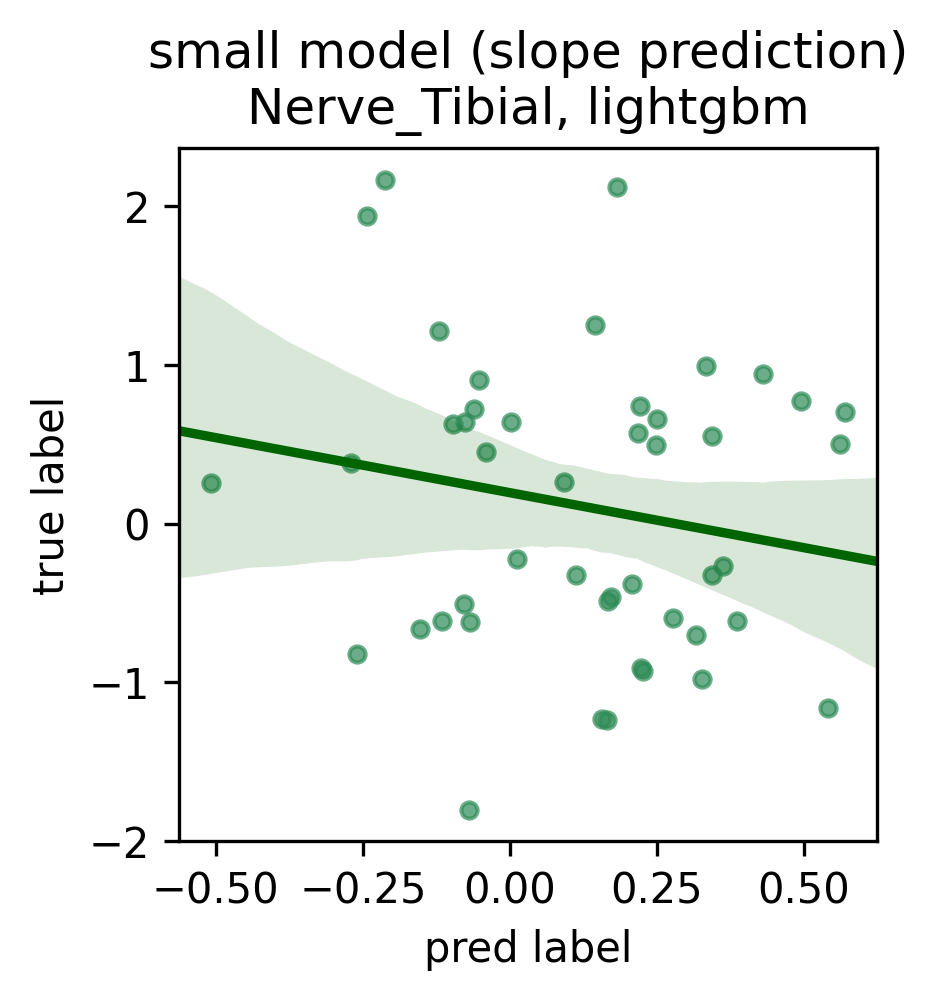 small model (slope prediction)
Nerve_Tibial, lightgbm
2
1
0
−1
−2
true label
−0.50 −0.25 0.00 0.25 0.50
pred label